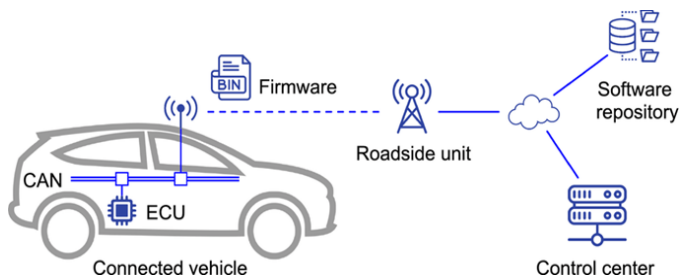 BIN
Firmware
Software
repository
Roadside unit
CAN
ECU
Connected vehicle
Control center